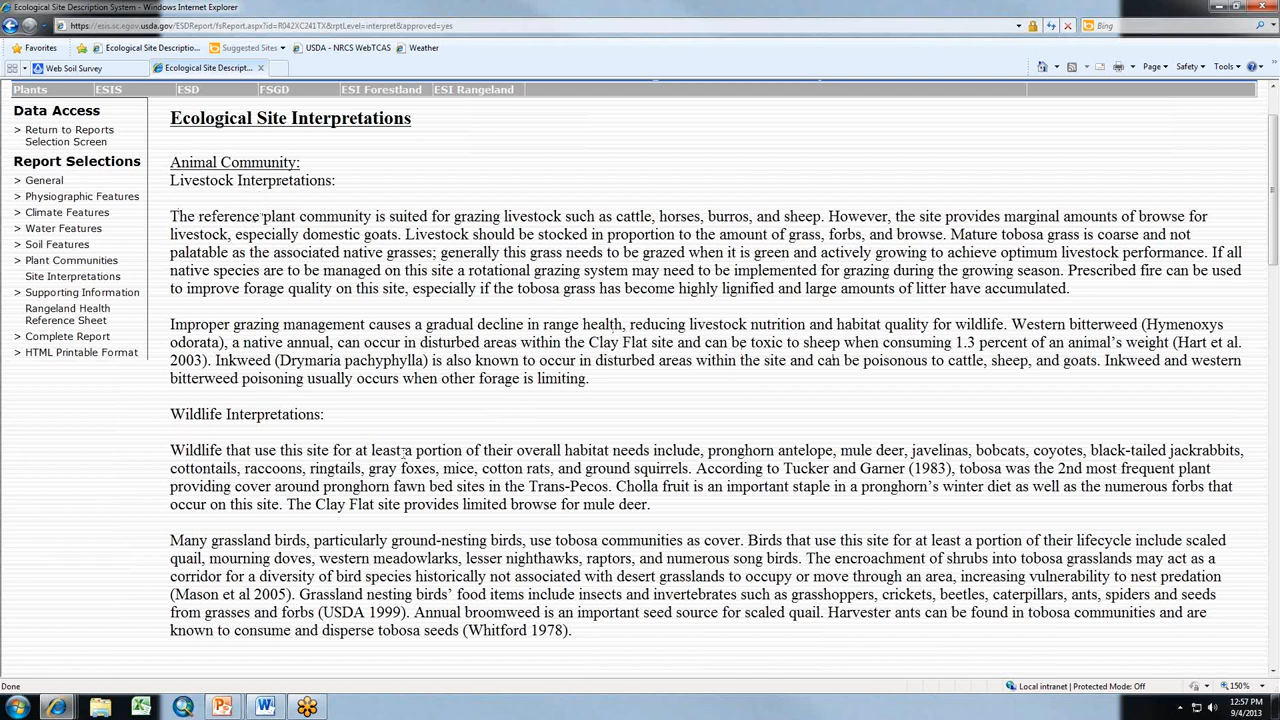 Ecological Site Description System - Windows Internet Explorer
https://esis.sc.egov.usda.gov/ESDReport/fsReport.aspx?id=R042XC241TX&rptLevel=interpret&approved=yes
Bing
Favorites Ecological Site Descriptio... Suggested Sites USDA - NRCS WebTCAS Weather
Web Soil Survey Ecological Site Descript... Page Safety Tools
Plants ESIS ESD FSGD ESI Forestland ESI Rangeland
Data Access
> Return to Reports
Selection Screen
Report Selections
> General
> Physiographic Features
> Climate Features
> Water Features
> Soil Features
> Plant Communities
Site Interpretations
> Supporting Information
Rangeland Health
Reference Sheet
> Complete Report
> HTML Printable Format
Ecological Site Interpretations
Animal Community:
Livestock Interpretations:
The reference plant community is suited for grazing livestock such as cattle, horses, burros, and sheep. However, the site provides marginal amounts of browse for
livestock, especially domestic goats. Livestock should be stocked in proportion to the amount of grass, forbs, and browse. Mature tobosa grass is coarse and not
palatable as the associated native grasses; generally this grass needs to be grazed when it is green and actively growing to achieve optimum livestock performance. If all
native species are to be managed on this site a rotational grazing system may need to be implemented for grazing during the growing season. Prescribed fire can be used
to improve forage quality on this site, especially if the tobosa grass has become highly lignified and large amounts of litter have accumulated.
Improper grazing management causes a gradual decline in range health, reducing livestock nutrition and habitat quality for wildlife. Western bitterweed (Hymenoxys
odorata), a native annual, can occur in disturbed areas within the Clay Flat site and can be toxic to sheep when consuming 1.3 percent of an animal's weight (Hart et al.
2003). Inkweed (Drymaria pachyphylla) is also known to occur in disturbed areas within the site and can be poisonous to cattle, sheep, and goats. Inkweed and western
bitterweed poisoning usually occurs when other forage is limiting.
Wildlife Interpretations:
Wildlife that use this site for at least a portion of their overall habitat needs include, pronghorn antelope, mule deer, javelinas, bobcats, coyotes, black-tailed jackrabbits,
cottontails, raccoons, ringtails, gray foxes, mice, cotton rats, and ground squirrels. According to Tucker and Garner (1983), tobosa was the 2nd most frequent plant
providing cover around pronghorn fawn bed sites in the Trans-Pecos. Cholla fruit is an important staple in a pronghorn's winter diet as well as the numerous forbs that
occur on this site. The Clay Flat site provides limited browse for mule deer.
Many grassland birds, particularly ground-nesting birds, use tobosa communities as cover. Birds that use this site for at least a portion of their lifecycle include scaled
quail, mourning doves, western meadowlarks, lesser nighthawks, raptors, and numerous song birds. The encroachment of shrubs into tobosa grasslands may act as a
corridor for a diversity of bird species historically not associated with desert grasslands to occupy or move through an area, increasing vulnerability to nest predation
(Mason et al 2005). Grassland nesting birds' food items include insects and invertebrates such as grasshoppers, crickets, beetles, caterpillars, ants, spiders and seeds
from grasses and forbs (USDA 1999). Annual broomweed is an important seed source for scaled quail. Harvester ants can be found in tobosa communities and are
known to consume and disperse tobosa seeds (Whitford 1978).
Done Local intranet | Protected Mode: Off 150%
12:57 PM
9/4/2013